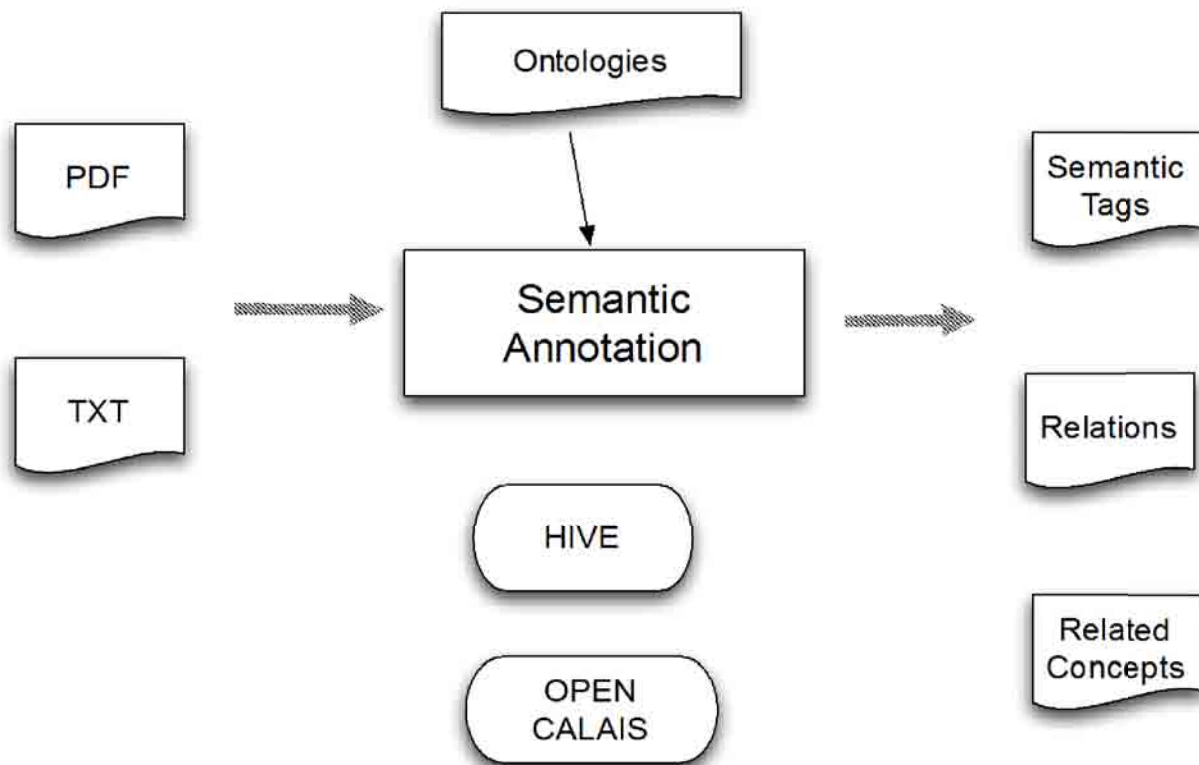 Ontologies
PDF
Semantic
Tags
Semantic
Annotation
TXT
Relations
HIVE
Related
Concepts
OPEN
CALAIS